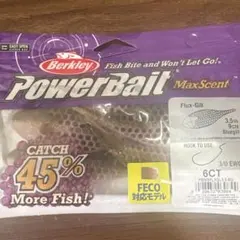 Berkley
Fish Bite and Won't Let Go!
PowerBait
MaxScent
Flat-Gill
3.5in
9cm
HOOK TO USE
3/0 EWG
6CT
CATCH
45%
More Fish!
FECO
対応モデル